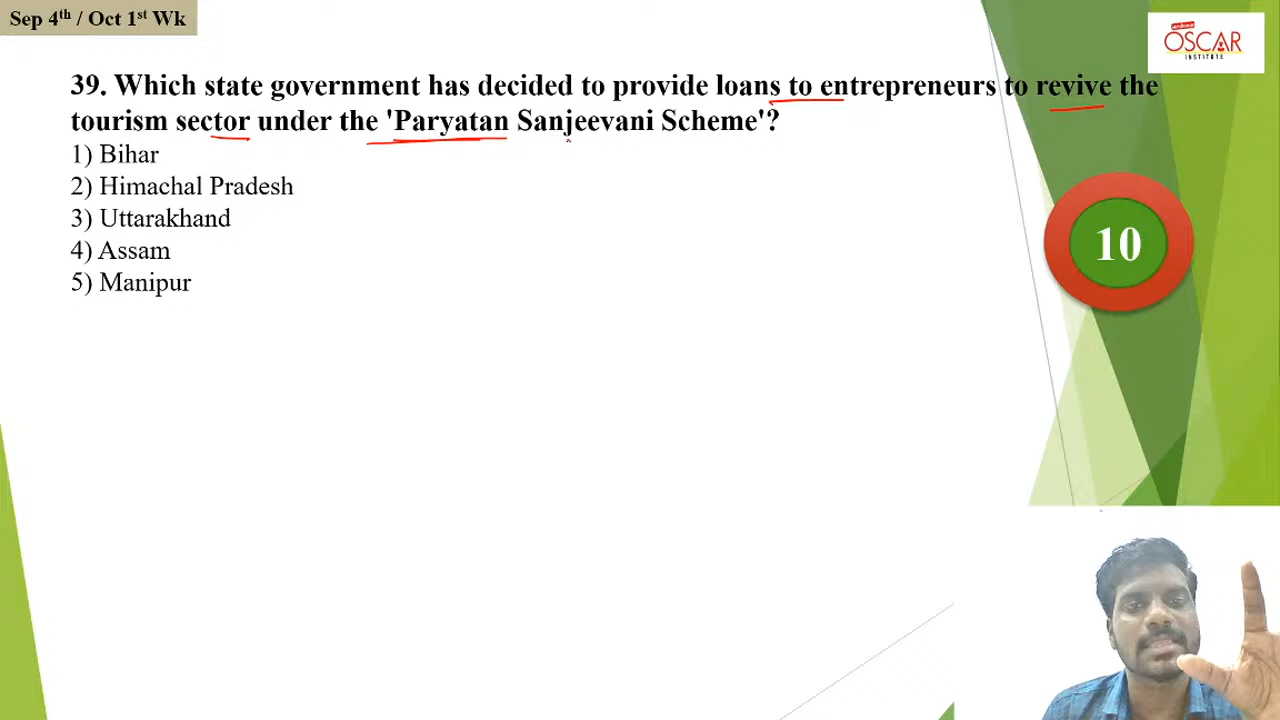 Sep 4th / Oct 1st Wk
OSCAR
INSTITUTE
39. Which state government has decided to provide loans to entrepreneurs to revive the
tourism sector under the 'Paryatan Sanjeevani Scheme'?
1) Bihar
2) Himachal Pradesh
3) Uttarakhand
4) Assam
5) Manipur
10